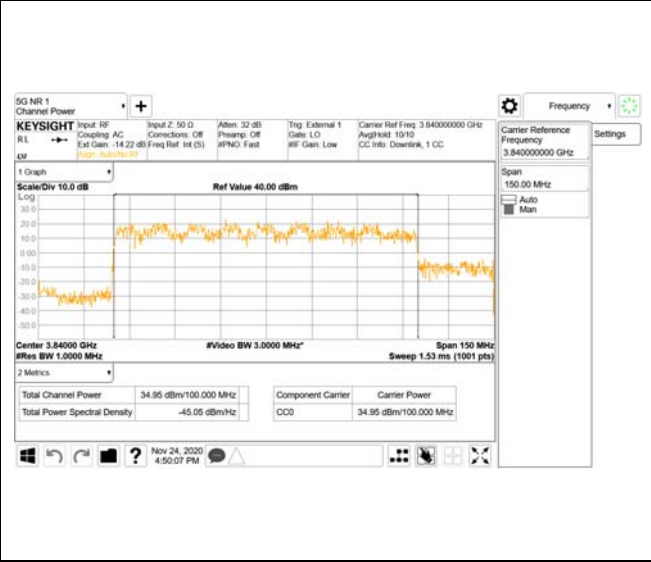 5G NR 1
Channel Power
KEYSIGHT Input: RF Input Z: 50 Ω Atten: 32 dB Trig: External 1 Carrier Ref Freq: 3.840000000 GHz
RL Coupling: AC Corrections: Off Preamp: Off Gate: LO Avg|Hold: 10/10
Ext Gain: -14.22 dB Freq Ref: Int (S) #PNO: Fast #IF Gain: Low CC Info: Downlink, 1 CC
Align: Auto/No RF
1 Graph
Scale/Div 10.0 dB Ref Value 40.00 dBm
Log
30.0
20.0
10.0
0.00
-10.0
-20.0
-30.0
-40.0
-50.0
Center 3.84000 GHz #Video BW 3.0000 MHz* Span 150 MHz
#Res BW 1.0000 MHz Sweep 1.53 ms (1001 pts)
2 Metrics
Total Channel Power 34.95 dBm/100.000 MHz Component Carrier Carrier Power
Total Power Spectral Density -45.05 dBm/Hz CC0 34.95 dBm/100.000 MHz
Nov 24, 2020
4:50:07 PM
Frequency
Settings
Carrier Reference
Frequency
3.840000000 GHz
Span
150.00 MHz
Auto
Man